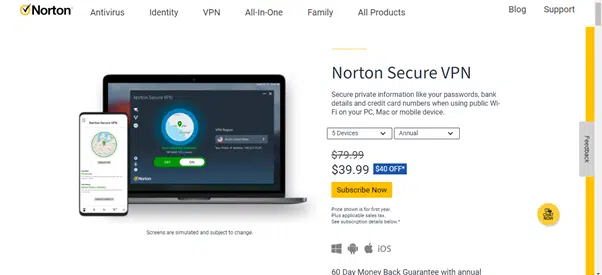 Norton
Antivirus Identity VPN All-In-One Family All Products
Blog Support
Norton Secure VPN
Secure private information like your passwords, bank
details and credit card numbers when using public Wi-
Fi on your PC, Mac or mobile device.
5 Devices Annual
$79.99
$39.99 $40 OFF*
Subscribe Now
Price shown is for first year.
Plus applicable sales tax.
See subscription details below.*
iOS
60 Day Money Back Guarantee with annual
Norton Secure VPN
Norton Secure VPN
VPN Region
OFF ON
Norton
Screens are simulated and subject to change.
Feedback
CHAT
NOW